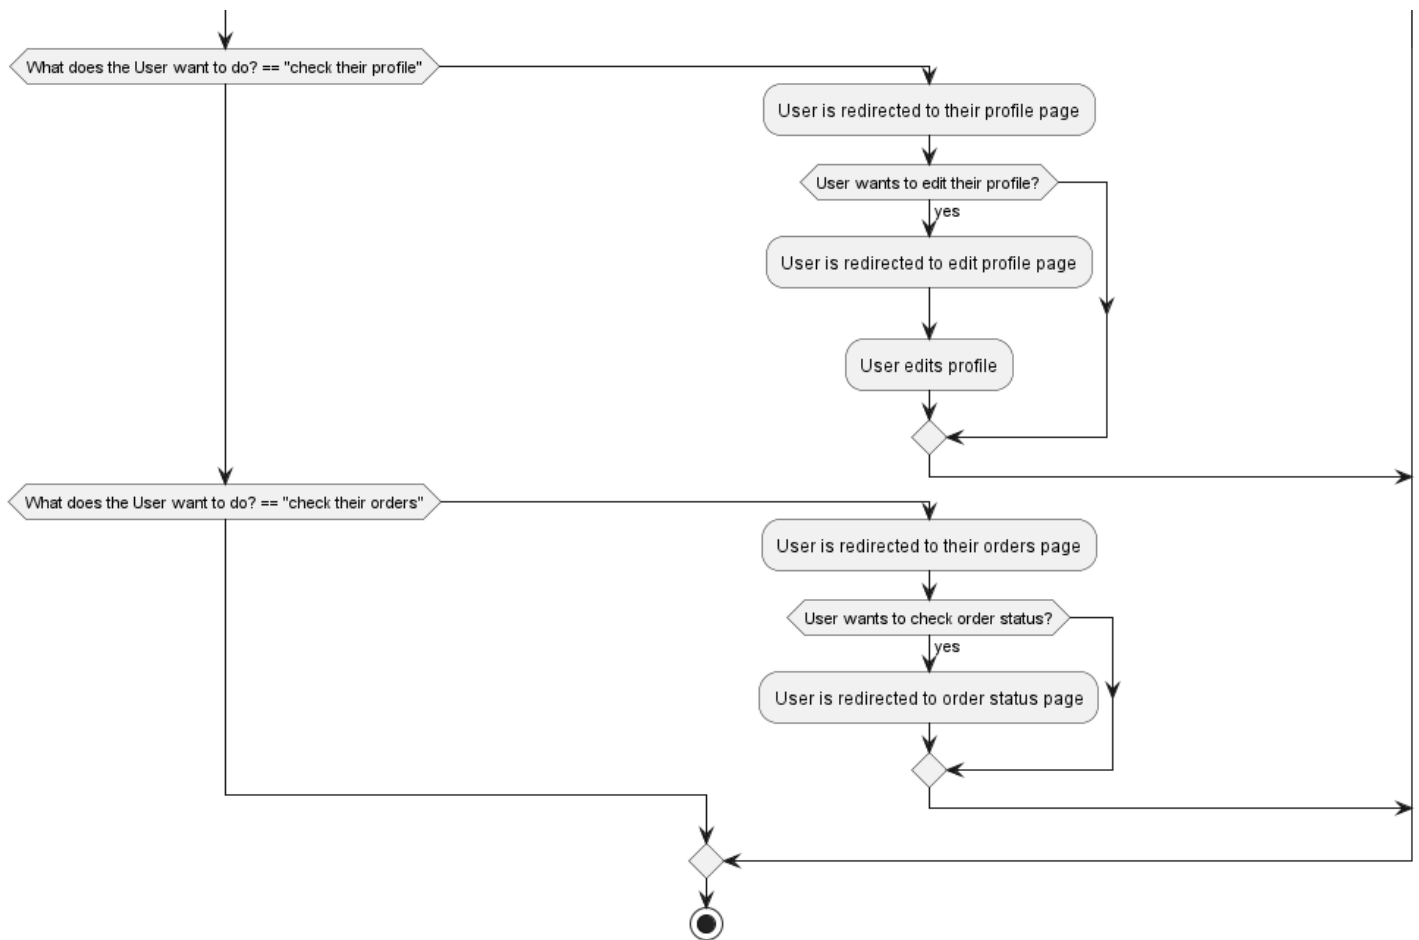 What does the User want to do? == "check their profile"
User is redirected to their profile page
User wants to edit their profile?
yes
User is redirected to edit profile page
User edits profile
What does the User want to do? == "check their orders"
User is redirected to their orders page
User wants to check order status?
yes
User is redirected to order status page